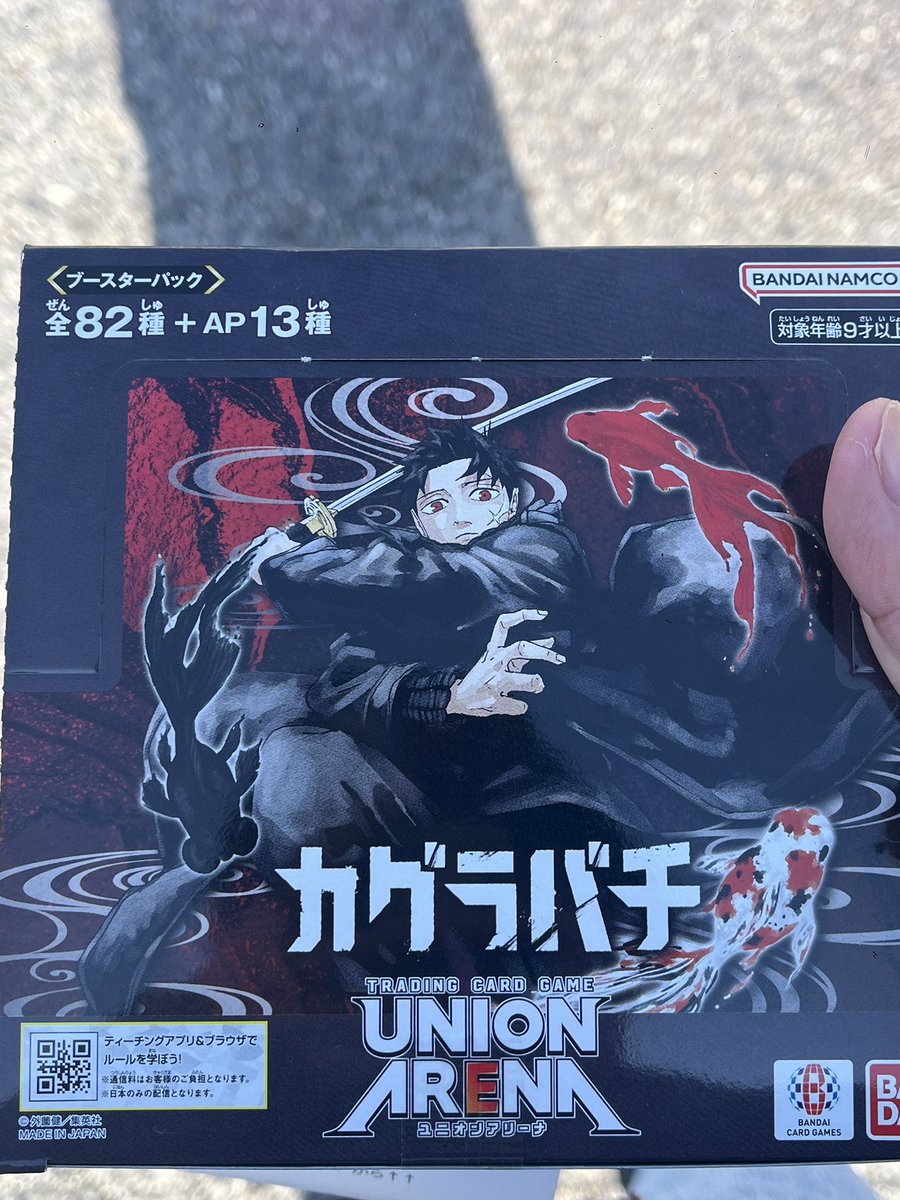 ブースターパック
全82種+AP13種
BANDAI NAMCO
対象年齢9才以上
カグラバチ
TRADING CARD GAME
UNION
ARENA
ユニオンアリーナ
ティーチングアプリ&ブラウザで
ルールを学ぼう!
※通信料はお客様のご負担となります。
※日本のみの配信となります。
©外薗健/集英社
MADE IN JAPAN
BANDAI
CARD GAMES
BA
DA